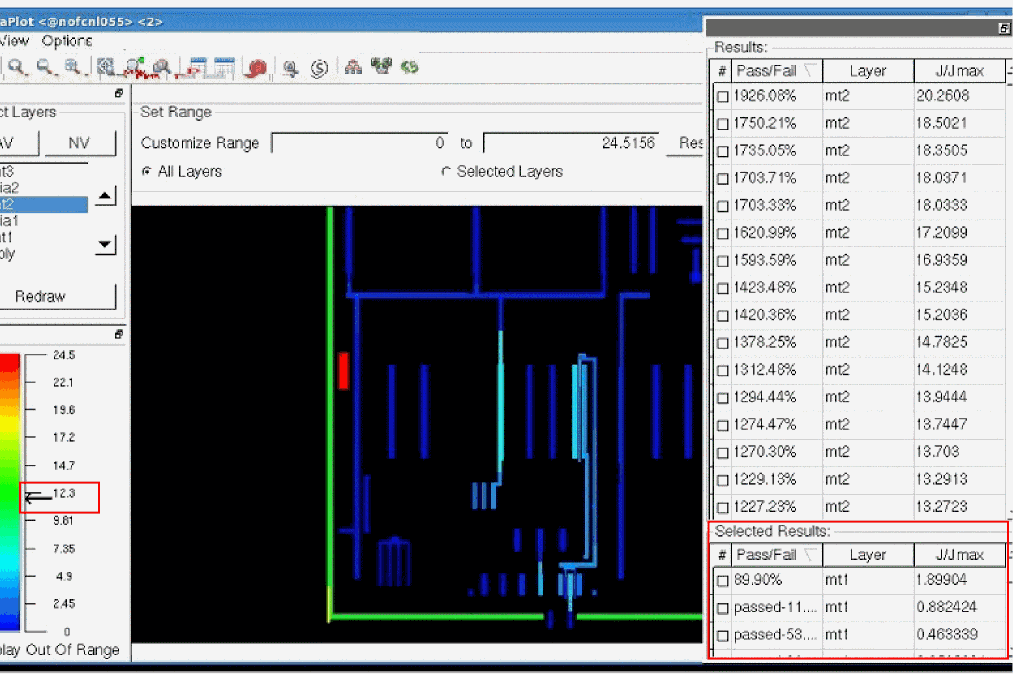 aPlot <@nofcnl055> <2>
View Options
Set Range
Customize Range 0 to 24.5156 Res
All Layers Selected Layers
ct Layers
AV NV
t3
ia2
t2
ia1
t1
oly
Redraw
24.5
22.1
19.6
17.2
14.7
12.3
9.81
7.35
4.9
2.45
0
play Out Of Range
Results:
# Pass/Fail Layer J/Jmax
1926.08% mt2 20.2608
1750.21% mt2 18.5021
1735.05% mt2 18.3505
1703.71% mt2 18.0371
1703.33% mt2 18.0333
1620.99% mt2 17.2099
1593.59% mt2 16.9359
1423.48% mt2 15.2348
1420.36% mt2 15.2036
1378.25% mt2 14.7825
1312.48% mt2 14.1248
1294.44% mt2 13.9444
1274.47% mt2 13.7447
1270.30% mt2 13.703
1229.13% mt2 13.2913
1227.23% mt2 13.2723
Selected Results:
# Pass/Fail Layer J/Jmax
89.90% mt1 1.89904
passed-11.... mt1 0.882424
passed-53.... mt1 0.463339